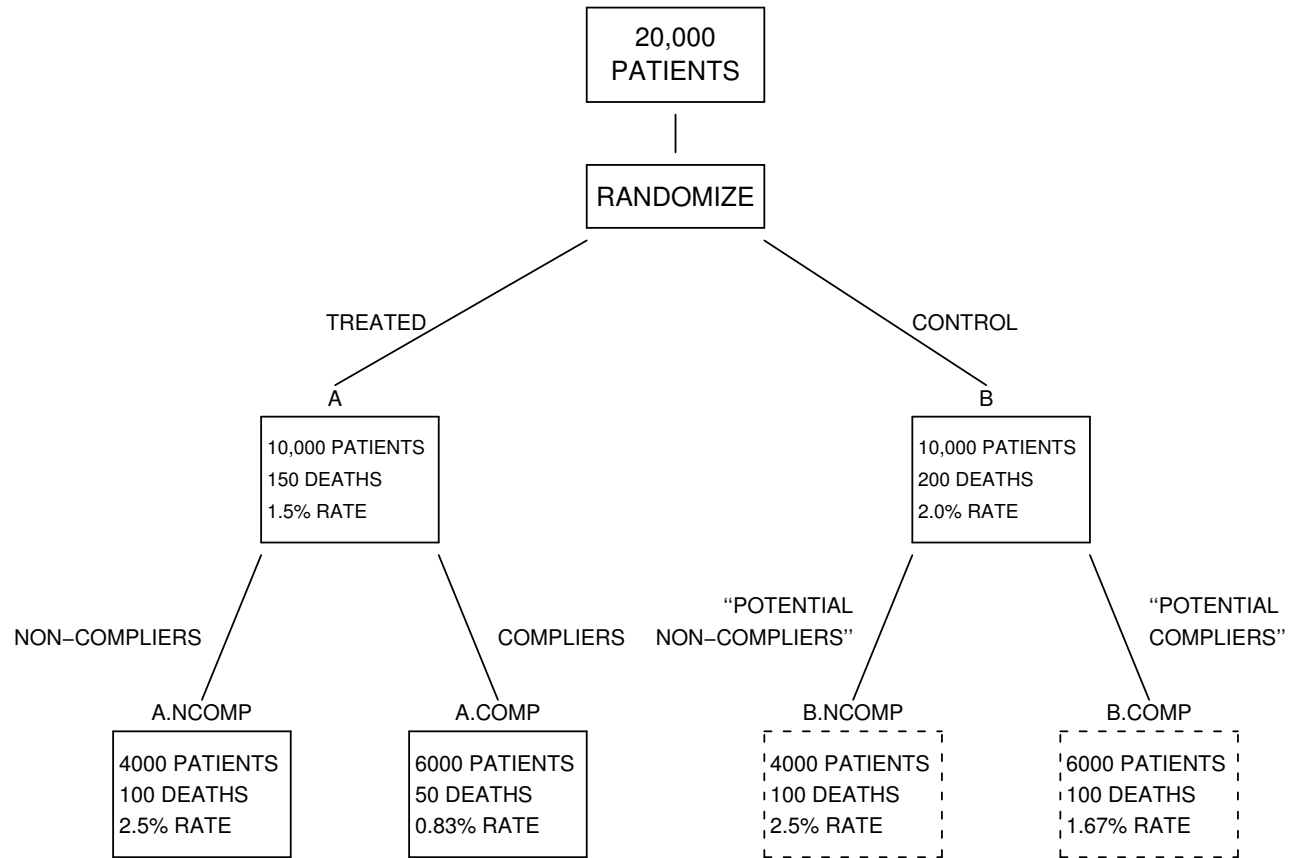 20,000
PATIENTS
RANDOMIZE
TREATED
CONTROL
A
10,000 PATIENTS
150 DEATHS
1.5% RATE
B
10,000 PATIENTS
200 DEATHS
2.0% RATE
NON−COMPLIERS
COMPLIERS
‘‘POTENTIAL
NON−COMPLIERS’’
‘‘POTENTIAL
COMPLIERS’’
A.NCOMP
4000 PATIENTS
100 DEATHS
2.5% RATE
A.COMP
6000 PATIENTS
50 DEATHS
0.83% RATE
B.NCOMP
4000 PATIENTS
100 DEATHS
2.5% RATE
B.COMP
6000 PATIENTS
100 DEATHS
1.67% RATE